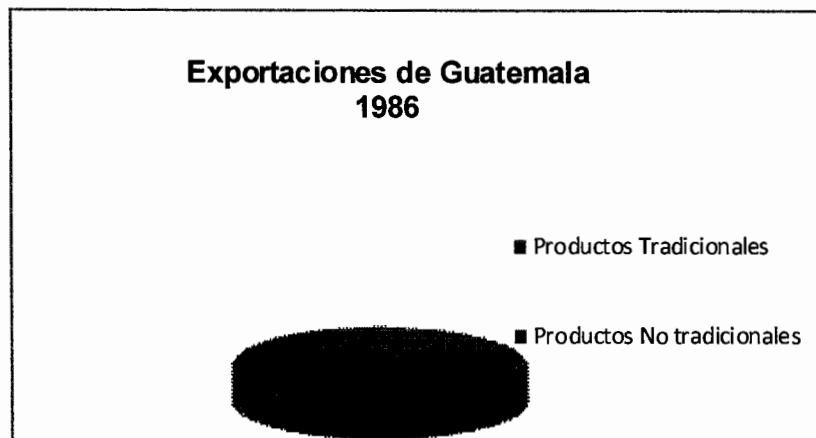 Exportaciones de Guatemala
1986
Productos Tradicionales
Productos No tradicionales